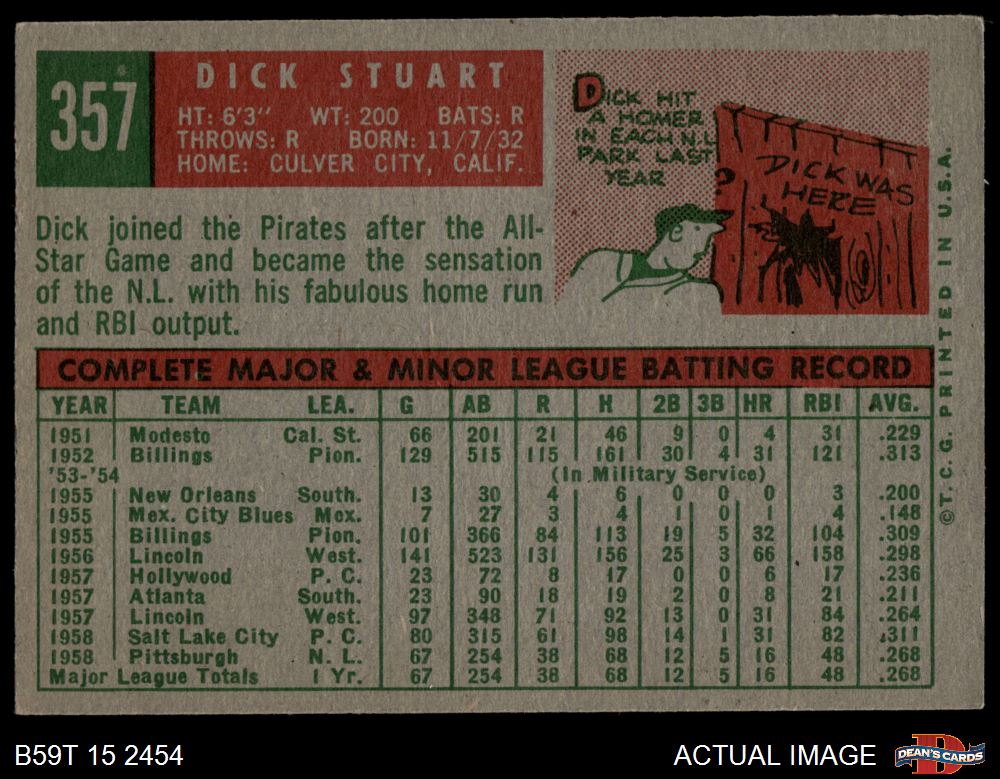 357
DICK STUART
HT: 6'3" WT: 200 BATS: R
THROWS: R BORN: 11/7/32
HOME: CULVER CITY, CALIF.
DICK HIT
A HOMER
IN EACH N.L.
PARK LAST
YEAR
?
DICK WAS
HERE
Dick joined the Pirates after the All-
Star Game and became the sensation
of the N.L. with his fabulous home run
and RBI output.
COMPLETE MAJOR & MINOR LEAGUE BATTING RECORD
YEAR TEAM LEA. G AB R H 2B 3B HR RBI AVG.
1951 Modesto Cal. St. 66 201 21 46 9 0 4 31 .229
1952 Billings Pion. 129 515 115 161 30 4 31 121 .313
'53-'54 (In Military Service)
1955 New Orleans South. 13 30 4 6 0 0 0 3 .200
1955 Mex. City Blues Mex. 7 27 3 4 1 0 1 4 .148
1955 Billings Pion. 101 366 84 113 19 5 32 104 .309
1956 Lincoln West. 141 523 131 156 25 3 66 158 .298
1957 Hollywood P. C. 23 72 8 17 0 0 6 17 .236
1957 Atlanta South. 23 90 18 19 2 0 8 21 .211
1957 Lincoln West. 97 348 71 92 13 0 31 84 .264
1958 Salt Lake City P. C. 80 315 61 98 14 1 31 82 .311
1958 Pittsburgh N. L. 67 254 38 68 12 5 16 48 .268
Major League Totals 1 Yr. 67 254 38 68 12 5 16 48 .268
© T. C. G. PRINTED IN U.S.A.
B59T 15 2454
ACTUAL IMAGE
D
DEAN'S CARDS